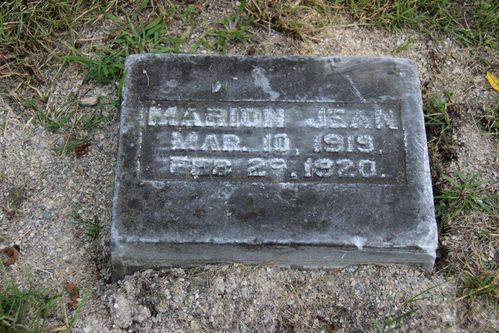 MARION JEAN
MAR. 10, 1919.
FEB 29, 1920.